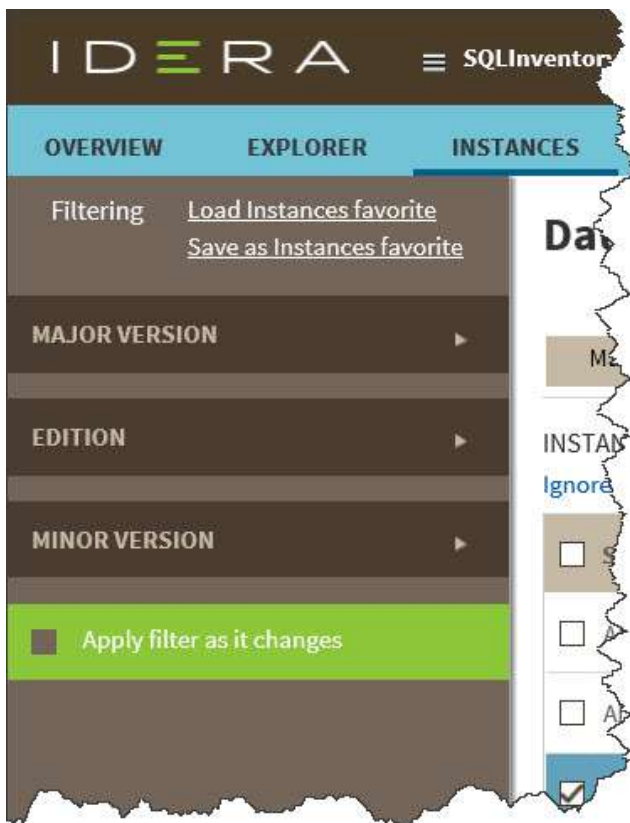 IDERA ≡ SQLInventor
OVERVIEW EXPLORER INSTANCES
Filtering Load Instances favorite
Save as Instances favorite
MAJOR VERSION
EDITION
MINOR VERSION
Apply filter as it changes
INSTAN
Ignore